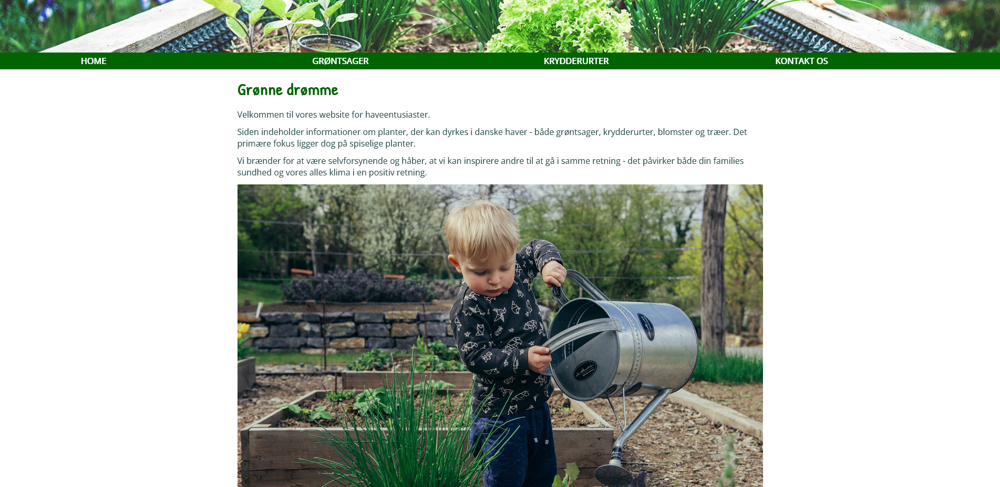 HOME
GRØNTSAGER
KRYDDERURTER
KONTAKT OS
Grønne drømme
Velkommen til vores website for haveentusiaster.
Siden indeholder informationer om planter, der kan dyrkes i danske haver - både grøntsager, krydderurter, blomster og træer. Det
primære fokus ligger dog på spiselige planter.
Vi brænder for at være selvforsynende og håber, at vi kan inspirere andre til at gå i samme retning - det påvirker både din families
sundhed og vores alles klima i en positiv retning.